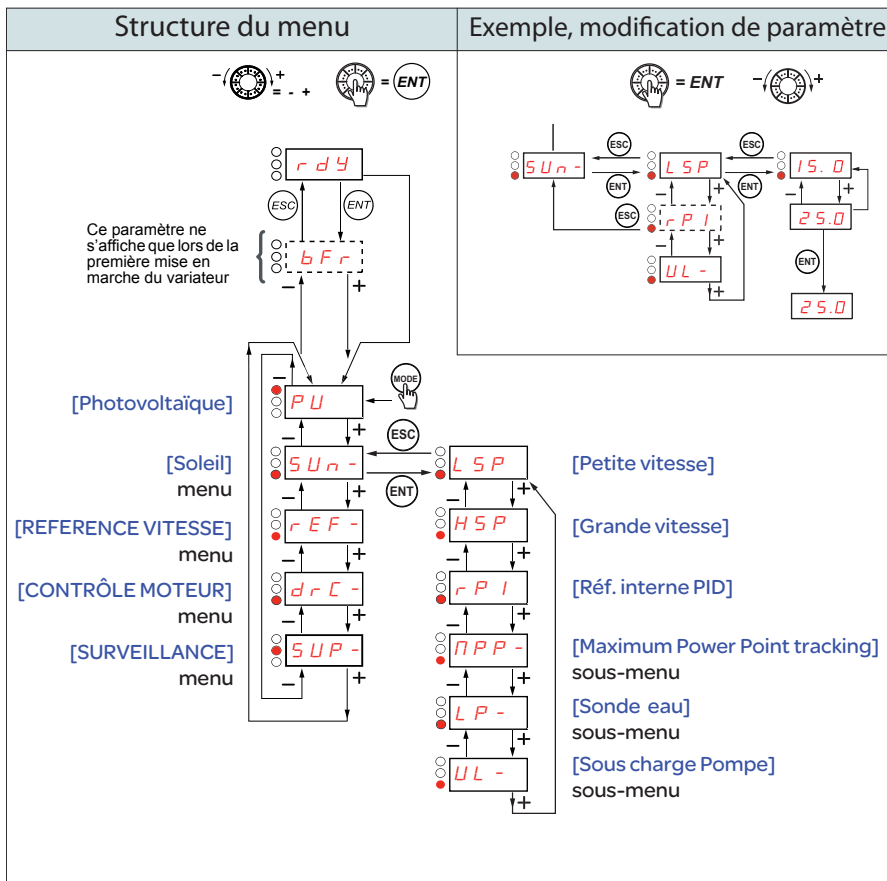 Structure du menu
Exemple, modification de paramètre
- +
= - +
= ENT
= ENT
- +
rdY
ESC
ENT
Ce paramètre ne
s'affiche que lors de la
première mise en
marche du variateur
bFr
- +
ESC
ESC
SUn-
LSP
15.0
ENT
- +
ENT
- +
ESC
rPI
25.0
- +
UL-
ENT
+
25.0
-
MODE
[Photovoltaïque]
PU
- +
ESC
[Soleil]
menu
SUn-
LSP
[Petite vitesse]
ENT
- +
- +
[REFERENCE VITESSE]
menu
rEF-
HSP
[Grande vitesse]
- +
- +
[CONTRÔLE MOTEUR]
menu
drC-
rPI
[Réf. interne PID]
- +
- +
[SURVEILLANCE]
menu
SUP-
nPP-
[Maximum Power Point tracking]
sous-menu
- +
- +
LP-
[Sonde eau]
sous-menu
- +
UL-
[Sous charge Pompe]
sous-menu
+